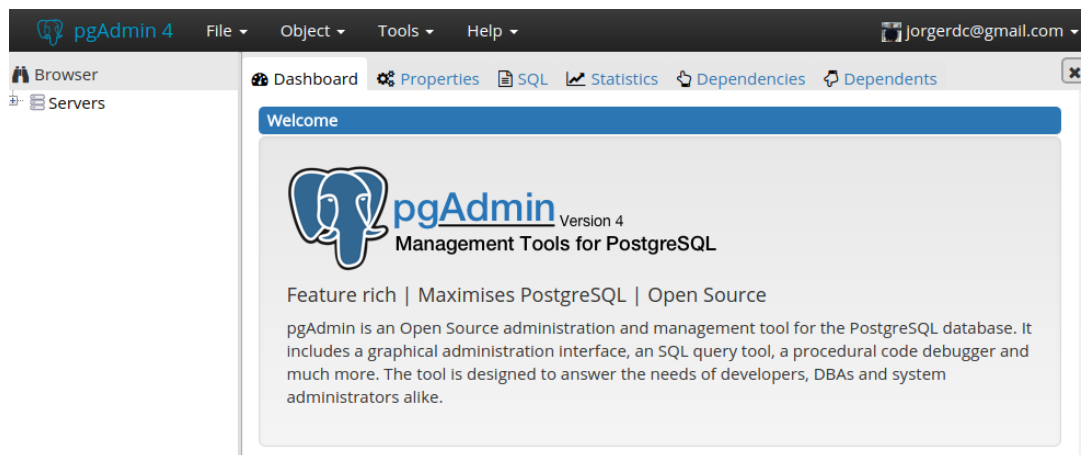 pgAdmin 4 File Object Tools Help jorgerdc@gmail.com
Browser
Dashboard Properties SQL Statistics Dependencies Dependents
Servers
Welcome
pgAdmin Version 4
Management Tools for PostgreSQL
Feature rich | Maximises PostgreSQL | Open Source
pgAdmin is an Open Source administration and management tool for the PostgreSQL database. It
includes a graphical administration interface, an SQL query tool, a procedural code debugger and
much more. The tool is designed to answer the needs of developers, DBAs and system
administrators alike.